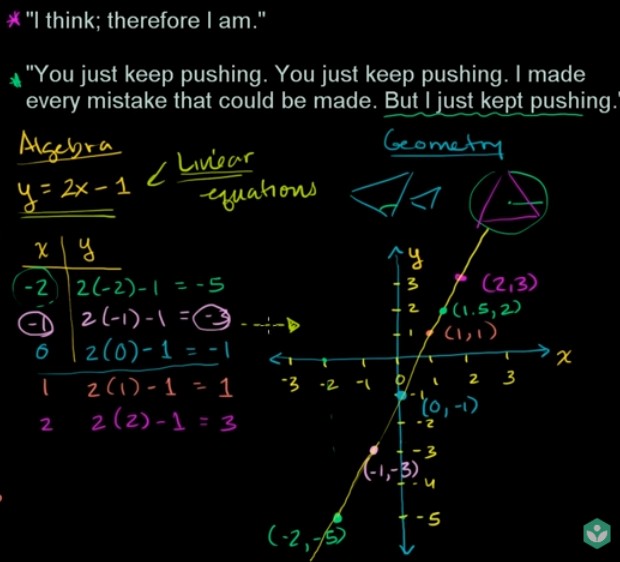 "I think; therefore I am."
"You just keep pushing. You just keep pushing. I made
every mistake that could be made. But I just kept pushing."
Algebra
y = 2x - 1
Linear
equations
x y
-2 2(-2)-1 = -5
-1 2(-1)-1 = -3
0 2(0)-1 = -1
1 2(1)-1 = 1
2 2(2)-1 = 3
Geometry
y
3
(2,3)
2
(1.5, 2)
1
(1,1)
x
-3 -2 -1 0 1 2 3
-1
(0,-1)
-2
-3
(-1,-3)
-4
-5
(-2,-5)